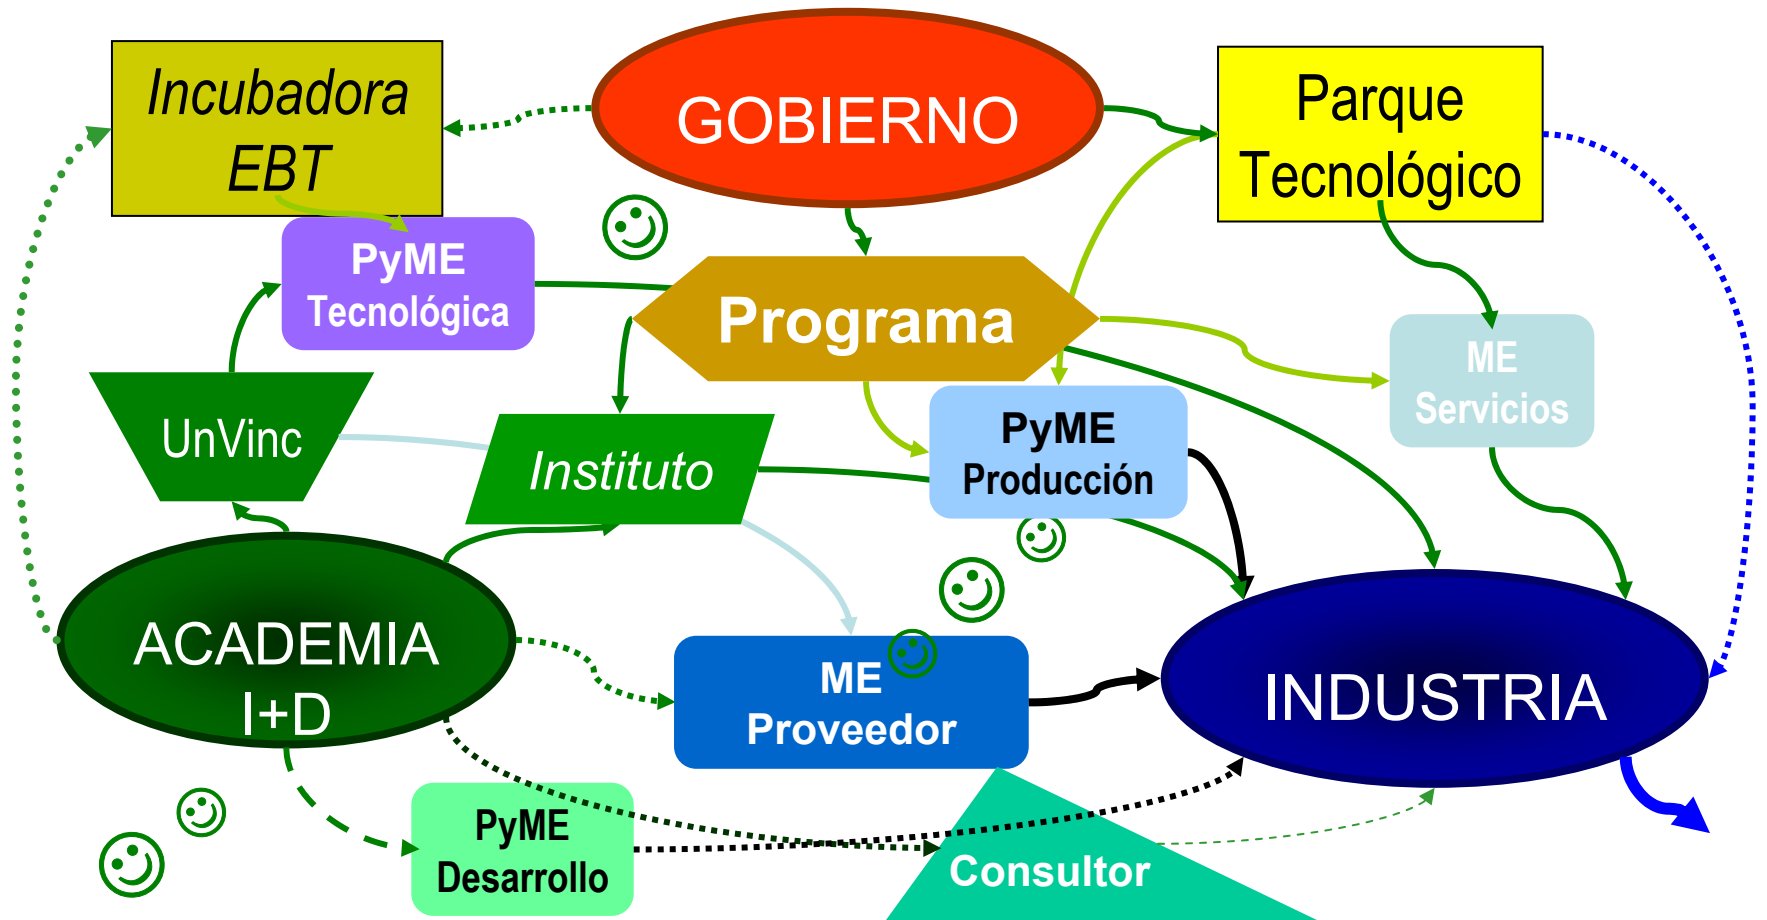 Incubadora
EBT
GOBIERNO
Parque
Tecnológico
PyME
Tecnológica
Programa
ME
Servicios
UnVinc
Instituto
PyME
Producción
ACADEMIA
I+D
ME
Proveedor
INDUSTRIA
PyME
Desarrollo
Consultor